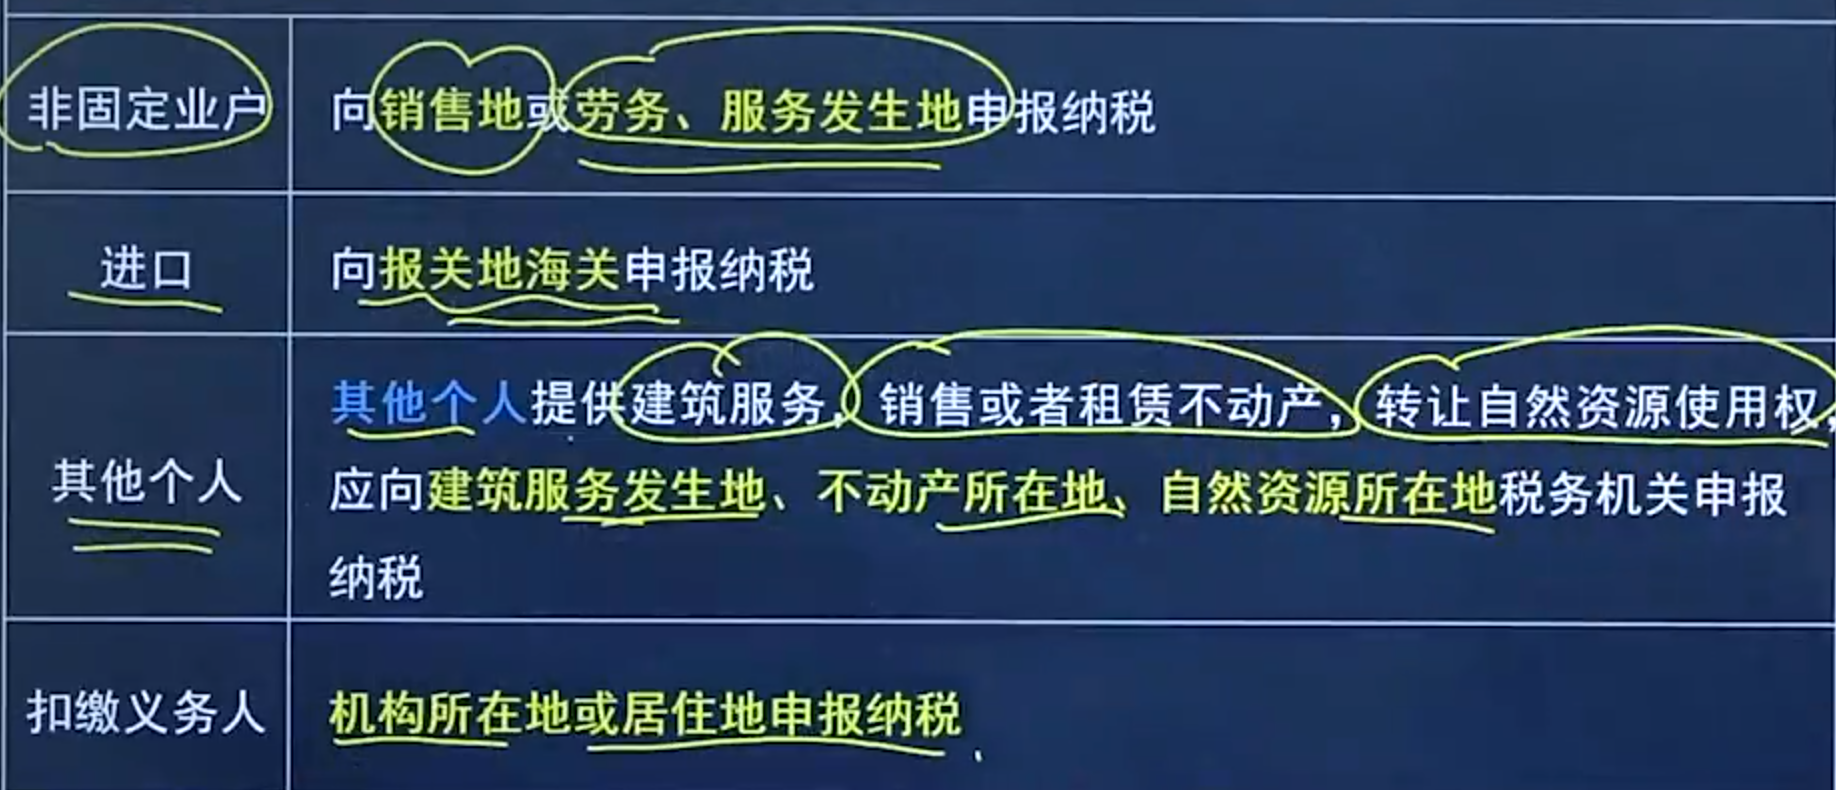 非固定业户
向销售地或劳务、服务发生地申报纳税
进口
向报关地海关申报纳税
其他个人
其他个人提供建筑服务，销售或者租赁不动产，转让自然资源使用权，
应向建筑服务发生地、不动产所在地、自然资源所在地税务机关申报
纳税
扣缴义务人
机构所在地或居住地申报纳税